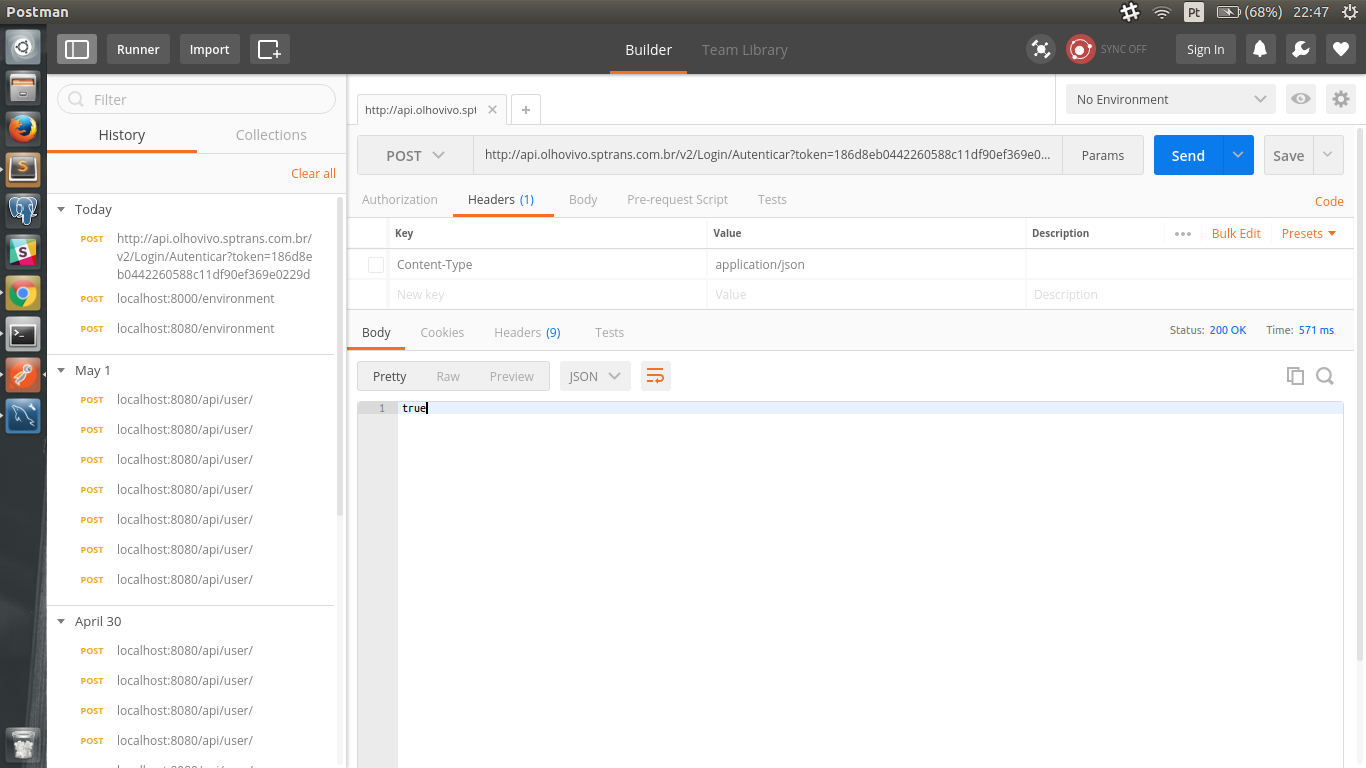 Postman
Pt
(68%)
22:47
Runner
Import
Builder
Team Library
SYNC OFF
Sign In
Filter
History
Collections
Clear all
Today
POST
http://api.olhovivo.sptrans.com.br/
v2/Login/Autenticar?token=186d8e
b0442260588c11df90ef369e0229d
POST localhost:8000/environment
POST localhost:8080/environment
May 1
POST localhost:8080/api/user/
POST localhost:8080/api/user/
POST localhost:8080/api/user/
POST localhost:8080/api/user/
POST localhost:8080/api/user/
POST localhost:8080/api/user/
POST localhost:8080/api/user/
April 30
POST localhost:8080/api/user/
POST localhost:8080/api/user/
POST localhost:8080/api/user/
POST localhost:8080/api/user/
http://api.olhovivo.spt
No Environment
POST
http://api.olhovivo.sptrans.com.br/v2/Login/Autenticar?token=186d8eb0442260588c11df90ef369e0...
Params
Send
Save
Authorization
Headers (1)
Body
Pre-request Script
Tests
Code
Key
Value
Description
Bulk Edit
Presets
Content-Type
application/json
New key
Value
Description
Body
Cookies
Headers (9)
Tests
Status: 200 OK
Time: 571 ms
Pretty
Raw
Preview
JSON
1
true